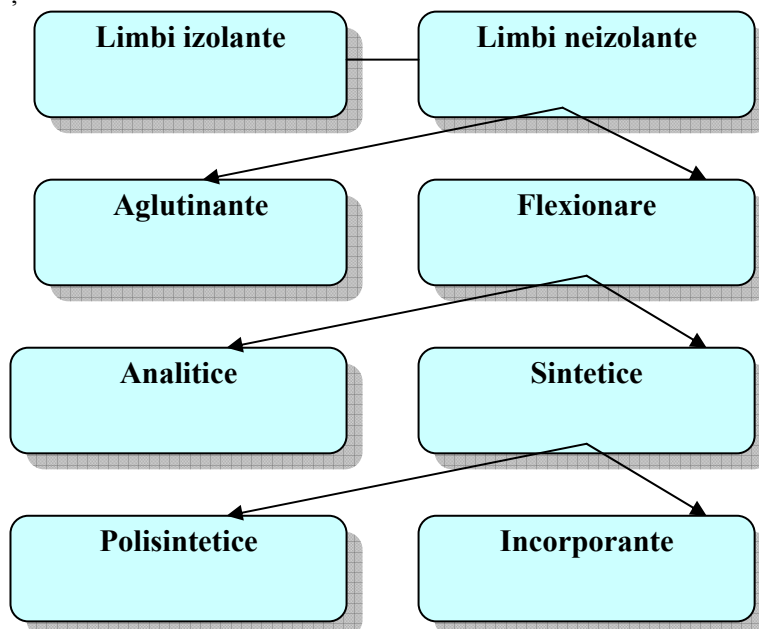 ;
Limbi izolante
Limbi neizolante
Aglutinante
Flexionare
Analitice
Sintetice
Polisintetice
Incorporante